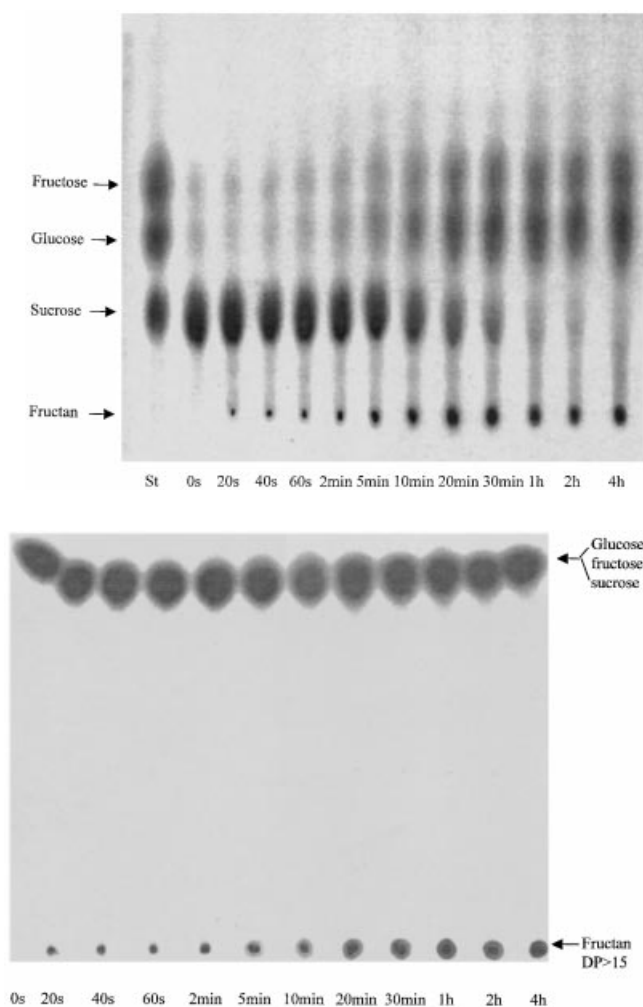 Fructose
Glucose
Sucrose
Fructan
St 0s 20s 40s 60s 2min 5min 10min 20min 30min 1h 2h 4h
Glucose
fructose
sucrose
Fructan
DP>15
0s 20s 40s 60s 2min 5min 10min 20min 30min 1h 2h 4h